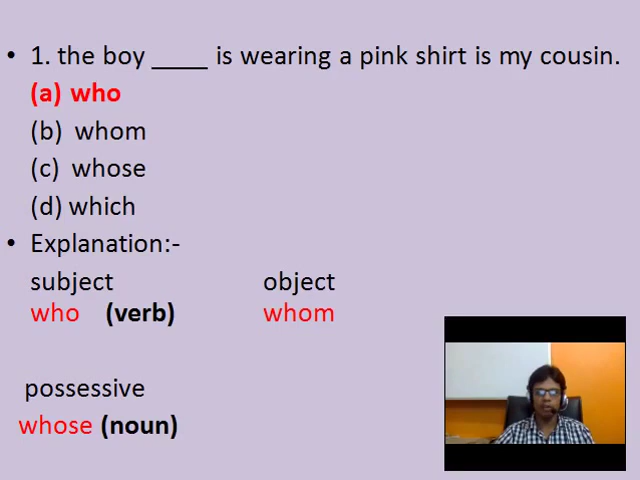 • 1. the boy ____ is wearing a pink shirt is my cousin.
(a) who
(b) whom
(c) whose
(d) which
• Explanation:-
subject object
who (verb) whom
possessive
whose (noun)